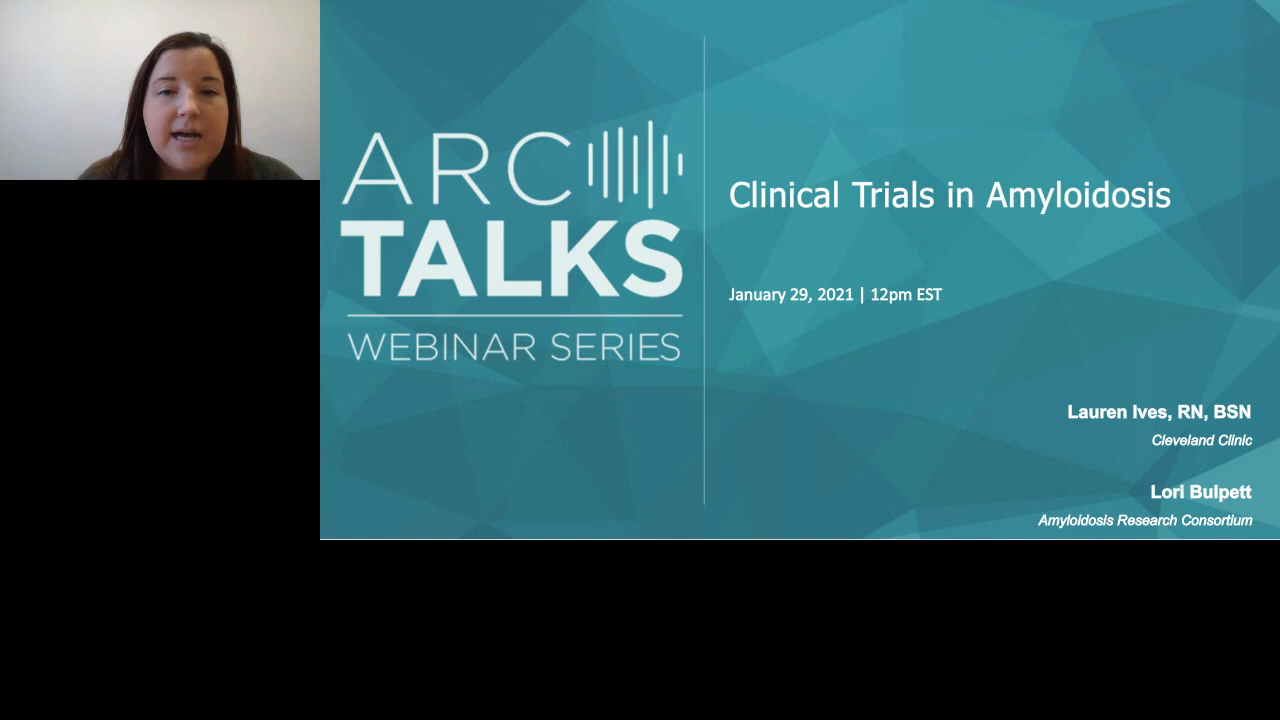 ARC
TALKS
WEBINAR SERIES
Clinical Trials in Amyloidosis
January 29, 2021 | 12pm EST
Lauren Ives, RN, BSN
Cleveland Clinic
Lori Bulpett
Amyloidosis Research Consortium